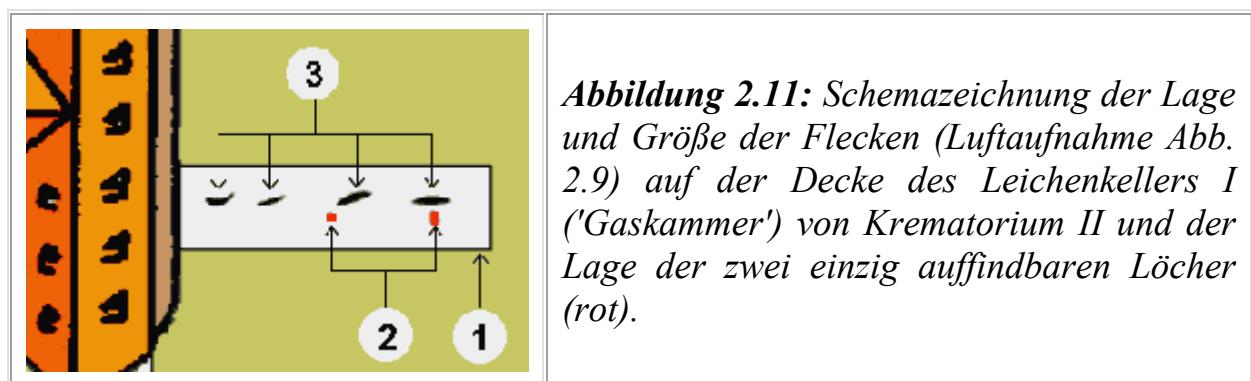 3
2
1
Abbildung 2.11: Schemazeichnung der Lage
und Größe der Flecken (Luftaufnahme Abb.
2.9) auf der Decke des Leichenkellers I
('Gaskammer') von Krematorium II und der
Lage der zwei einzig auffindbaren Löcher
(rot).